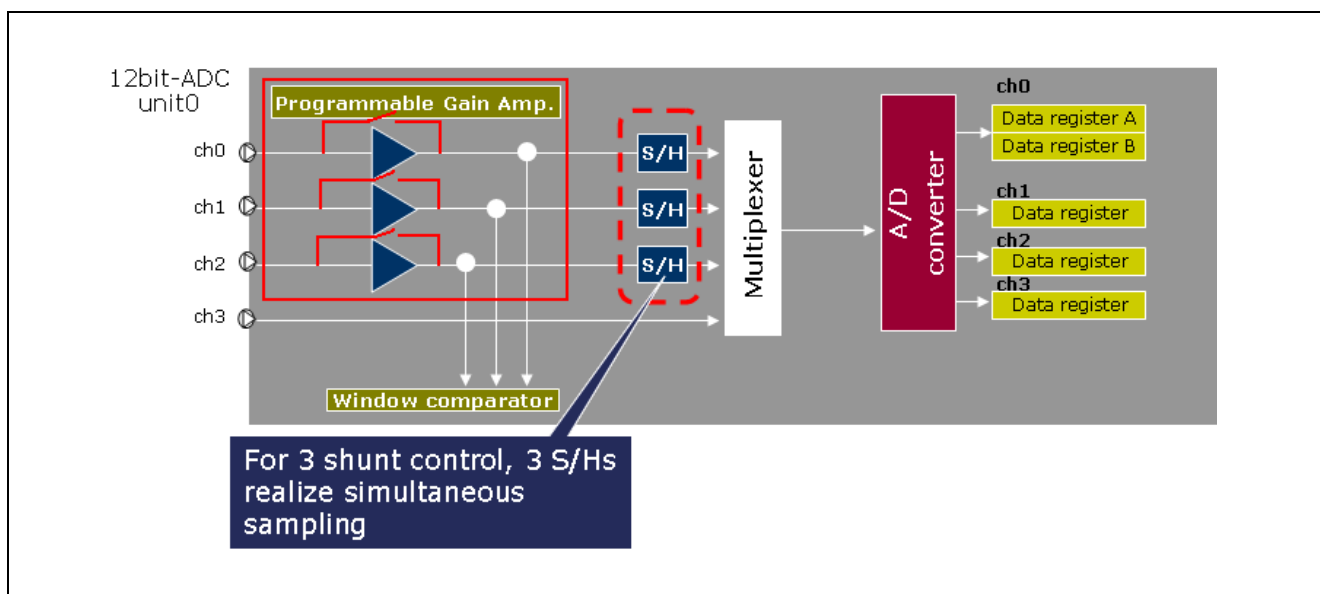 12bit-ADC
unit0
Programmable Gain Amp.
ch0
ch1
ch2
ch3
S/H
S/H
S/H
Multiplexer
A/D
converter
ch0
Data register A
Data register B
ch1
Data register
ch2
Data register
ch3
Data register
Window comparator
For 3 shunt control, 3 S/Hs
realize simultaneous
sampling